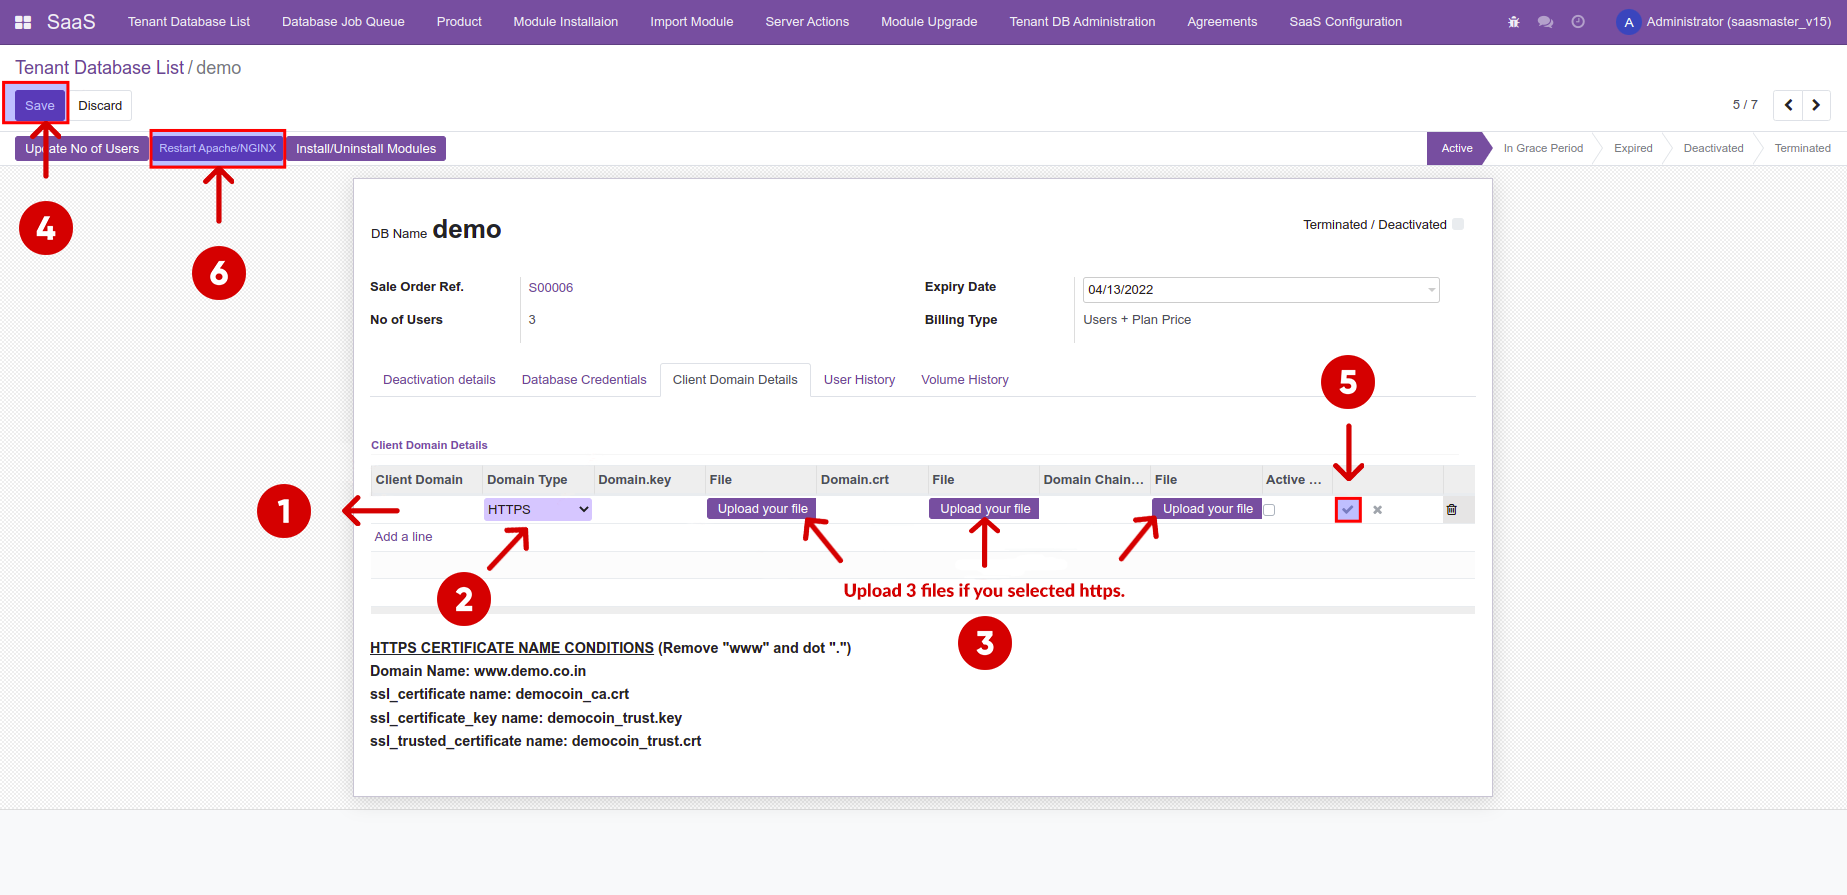 SaaS Tenant Database List Database Job Queue Product Module Installaion Import Module Server Actions Module Upgrade Tenant DB Administration Agreements SaaS Configuration A Administrator (saasmaster_v15)
Tenant Database List / demo
Save Discard 5 / 7
Update No of Users Restart Apache/NGINX Install/Uninstall Modules Active In Grace Period Expired Deactivated Terminated
4
6
DB Name demo Terminated / Deactivated
Sale Order Ref. S00006 Expiry Date 04/13/2022
No of Users 3 Billing Type Users + Plan Price
Deactivation details Database Credentials Client Domain Details User History Volume History
5
Client Domain Details
Client Domain Domain Type Domain.key File Domain.crt File Domain Chain... File Active ...
1 HTTPS Upload your file Upload your file Upload your file
Add a line
2
Upload 3 files if you selected https.
3
HTTPS CERTIFICATE NAME CONDITIONS (Remove "www" and dot ".")
Domain Name: www.demo.co.in
ssl_certificate name: democoin_ca.crt
ssl_certificate_key name: democoin_trust.key
ssl_trusted_certificate name: democoin_trust.crt